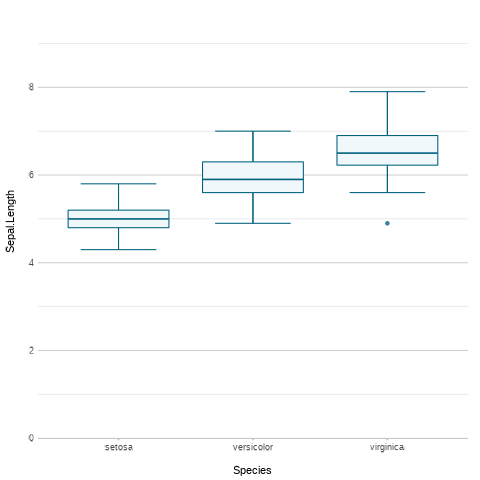 8
6
4
2
0
Sepal.Length
setosa
versicolor
virginica
Species